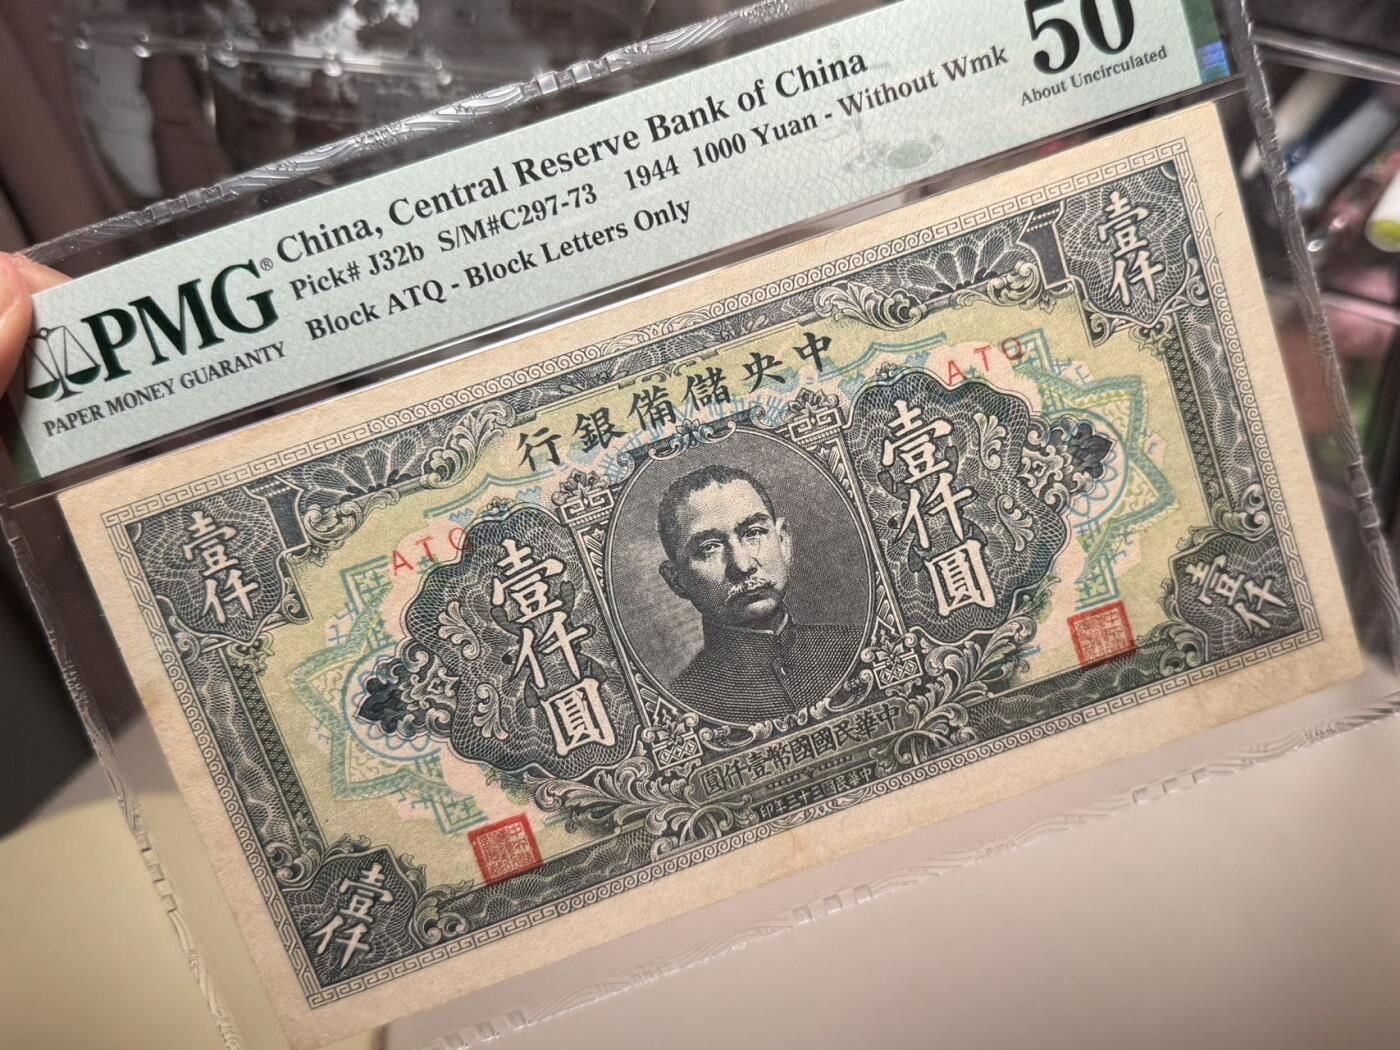 China, Central Reserve Bank of China
Pick# J32b S/M#C297-73 1944 1000 Yuan - Without Wmk
Block ATQ - Block Letters Only
50
About Uncirculated
PMG®
PAPER MONEY GUARANTY
壹仟
壹仟
行銀備儲央中
ATQ
ATQ
壹仟圓
壹仟圓
圓仟壹幣國國民華中
印年三十三國民華中
壹仟
壹仟